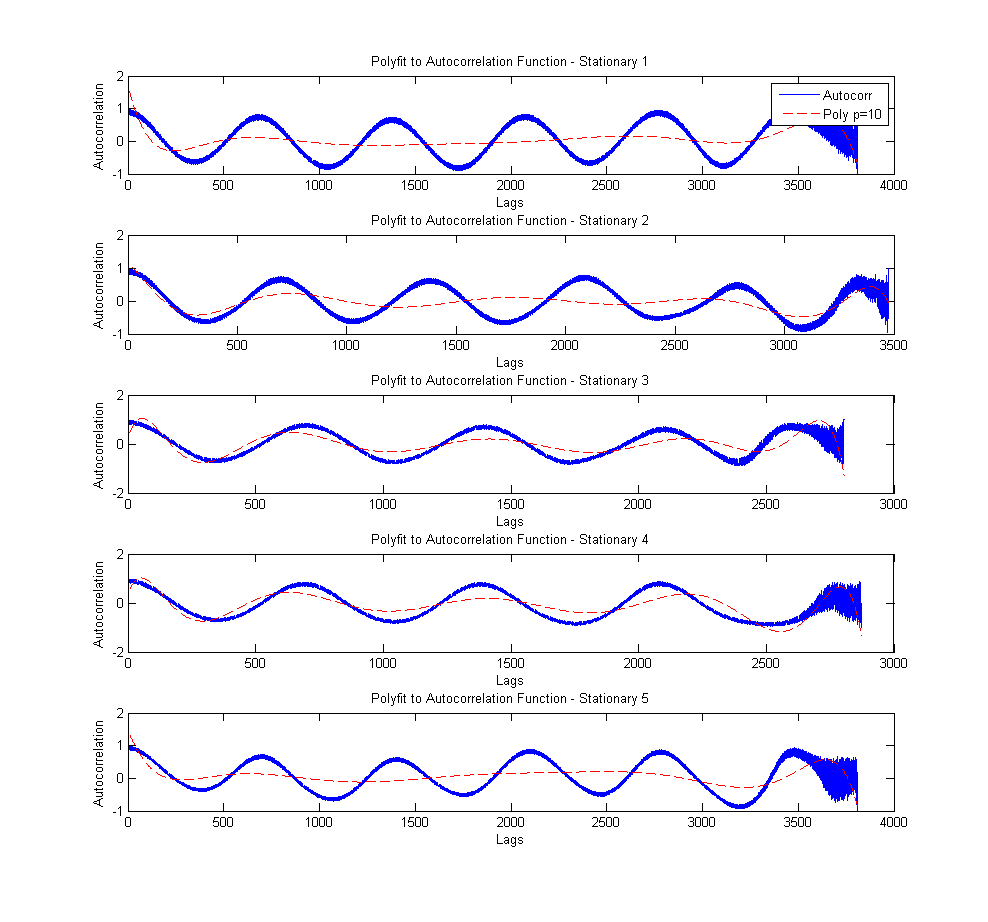 Polyfit to Autocorrelation Function - Stationary 1
2
1
0
-1
Autocorrelation
Autocorr
Poly p=10
0 500 1000 1500 2000 2500 3000 3500 4000
Lags
Polyfit to Autocorrelation Function - Stationary 2
2
1
0
-1
Autocorrelation
0 500 1000 1500 2000 2500 3000 3500
Lags
Polyfit to Autocorrelation Function - Stationary 3
2
0
-2
Autocorrelation
0 500 1000 1500 2000 2500 3000
Lags
Polyfit to Autocorrelation Function - Stationary 4
2
0
-2
Autocorrelation
0 500 1000 1500 2000 2500 3000
Lags
Polyfit to Autocorrelation Function - Stationary 5
2
1
0
-1
Autocorrelation
0 500 1000 1500 2000 2500 3000 3500 4000
Lags